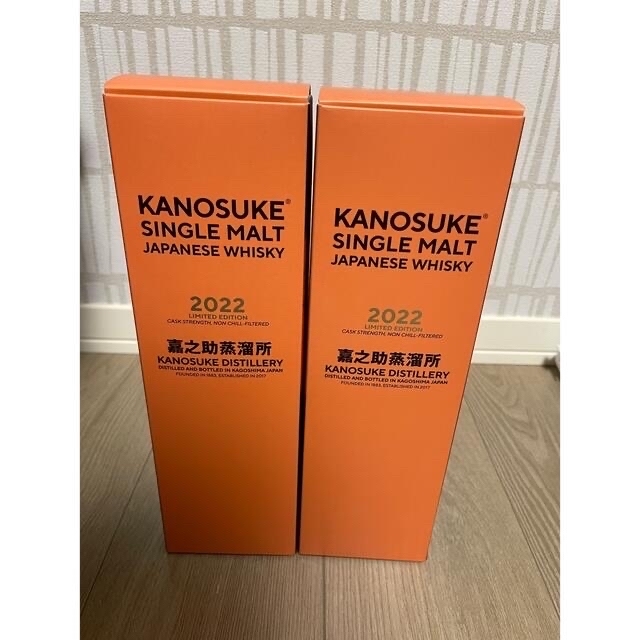 KANOSUKE®
SINGLE MALT
JAPANESE WHISKY
2022
LIMITED EDITION
CASK STRENGTH, NON CHILL-FILTERED
嘉之助蒸溜所
KANOSUKE DISTILLERY
DISTILLED AND BOTTLED IN KAGOSHIMA JAPAN
FOUNDED IN 1883, ESTABLISHED IN 2017
KANOSUKE®
SINGLE MALT
JAPANESE WHISKY
2022
LIMITED EDITION
CASK STRENGTH, NON CHILL-FILTERED
嘉之助蒸溜所
KANOSUKE DISTILLERY
DISTILLED AND BOTTLED IN KAGOSHIMA JAPAN
FOUNDED IN 1883, ESTABLISHED IN 2017